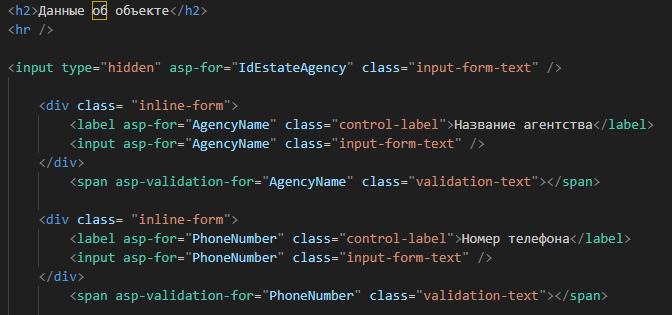 <h2>Данные об объекте</h2>
<hr />
<input type="hidden" asp-for="IdEstateAgency" class="input-form-text" />
<div class= "inline-form">
<label asp-for="AgencyName" class="control-label">Название агентства</label>
<input asp-for="AgencyName" class="input-form-text" />
</div>
<span asp-validation-for="AgencyName" class="validation-text"></span>
<div class= "inline-form">
<label asp-for="PhoneNumber" class="control-label">Номер телефона</label>
<input asp-for="PhoneNumber" class="input-form-text" />
</div>
<span asp-validation-for="PhoneNumber" class="validation-text"></span>